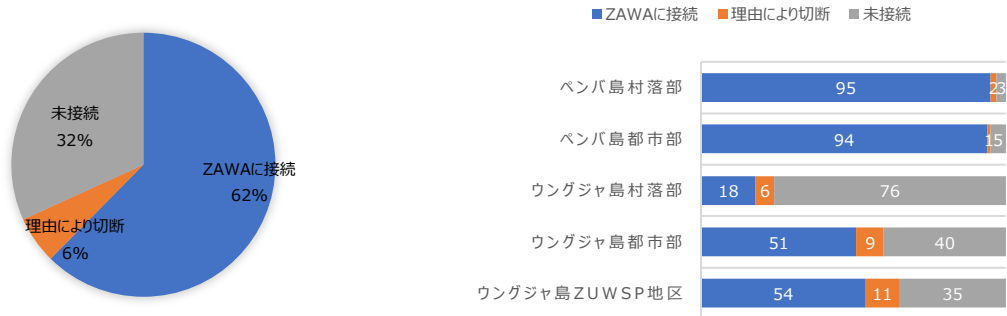 ZAWAに接続 理由により切断 未接続
未接続
32%
ZAWAに接続
62%
理由により切断
6%
ペンバ島村落部 95 2 3
ペンバ島都市部 94 1 5
ウングジャ島村落部 18 6 76
ウングジャ島都市部 51 9 40
ウングジャ島ZUWSP地区 54 11 35